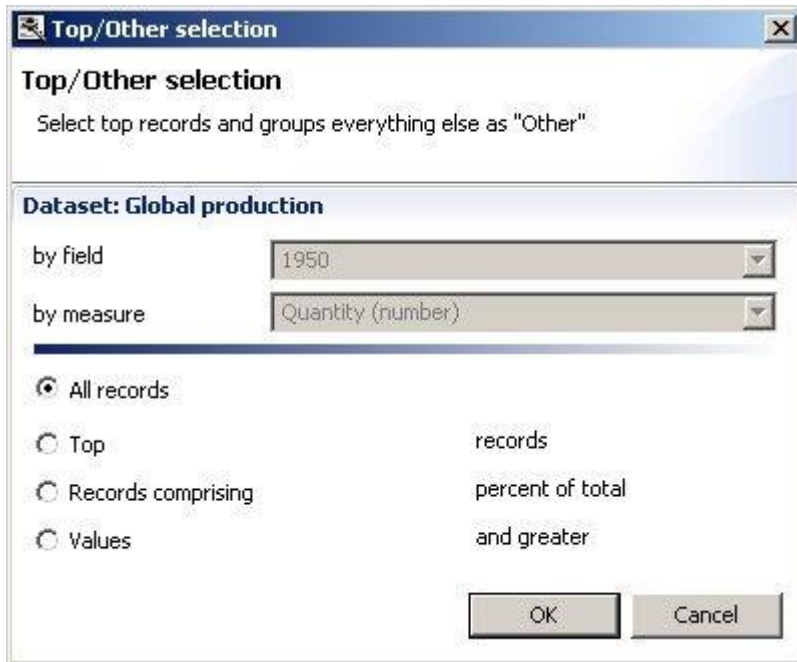 Top/Other selection
Top/Other selection
Select top records and groups everything else as "Other"
Dataset: Global production
by field 1950
by measure Quantity (number)
All records
Top records
Records comprising percent of total
Values and greater
OK Cancel